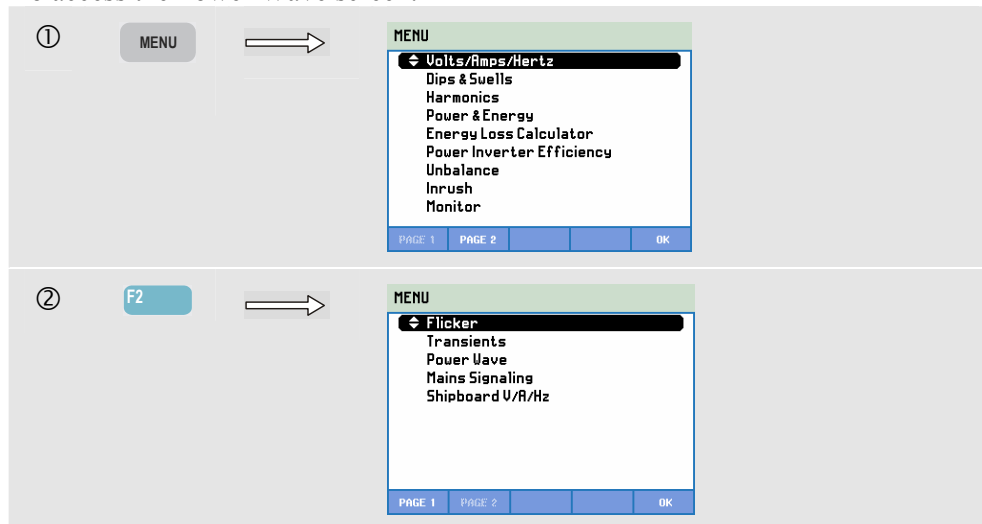 ① MENU
MENU
Volts/Amps/Hertz
Dips & Swells
Harmonics
Power & Energy
Energy Loss Calculator
Power Inverter Efficiency
Unbalance
Inrush
Monitor
PAGE 1 PAGE 2 OK
② F2
MENU
Flicker
Transients
Power Wave
Mains Signaling
Shipboard V/A/Hz
PAGE 1 PAGE 2 OK